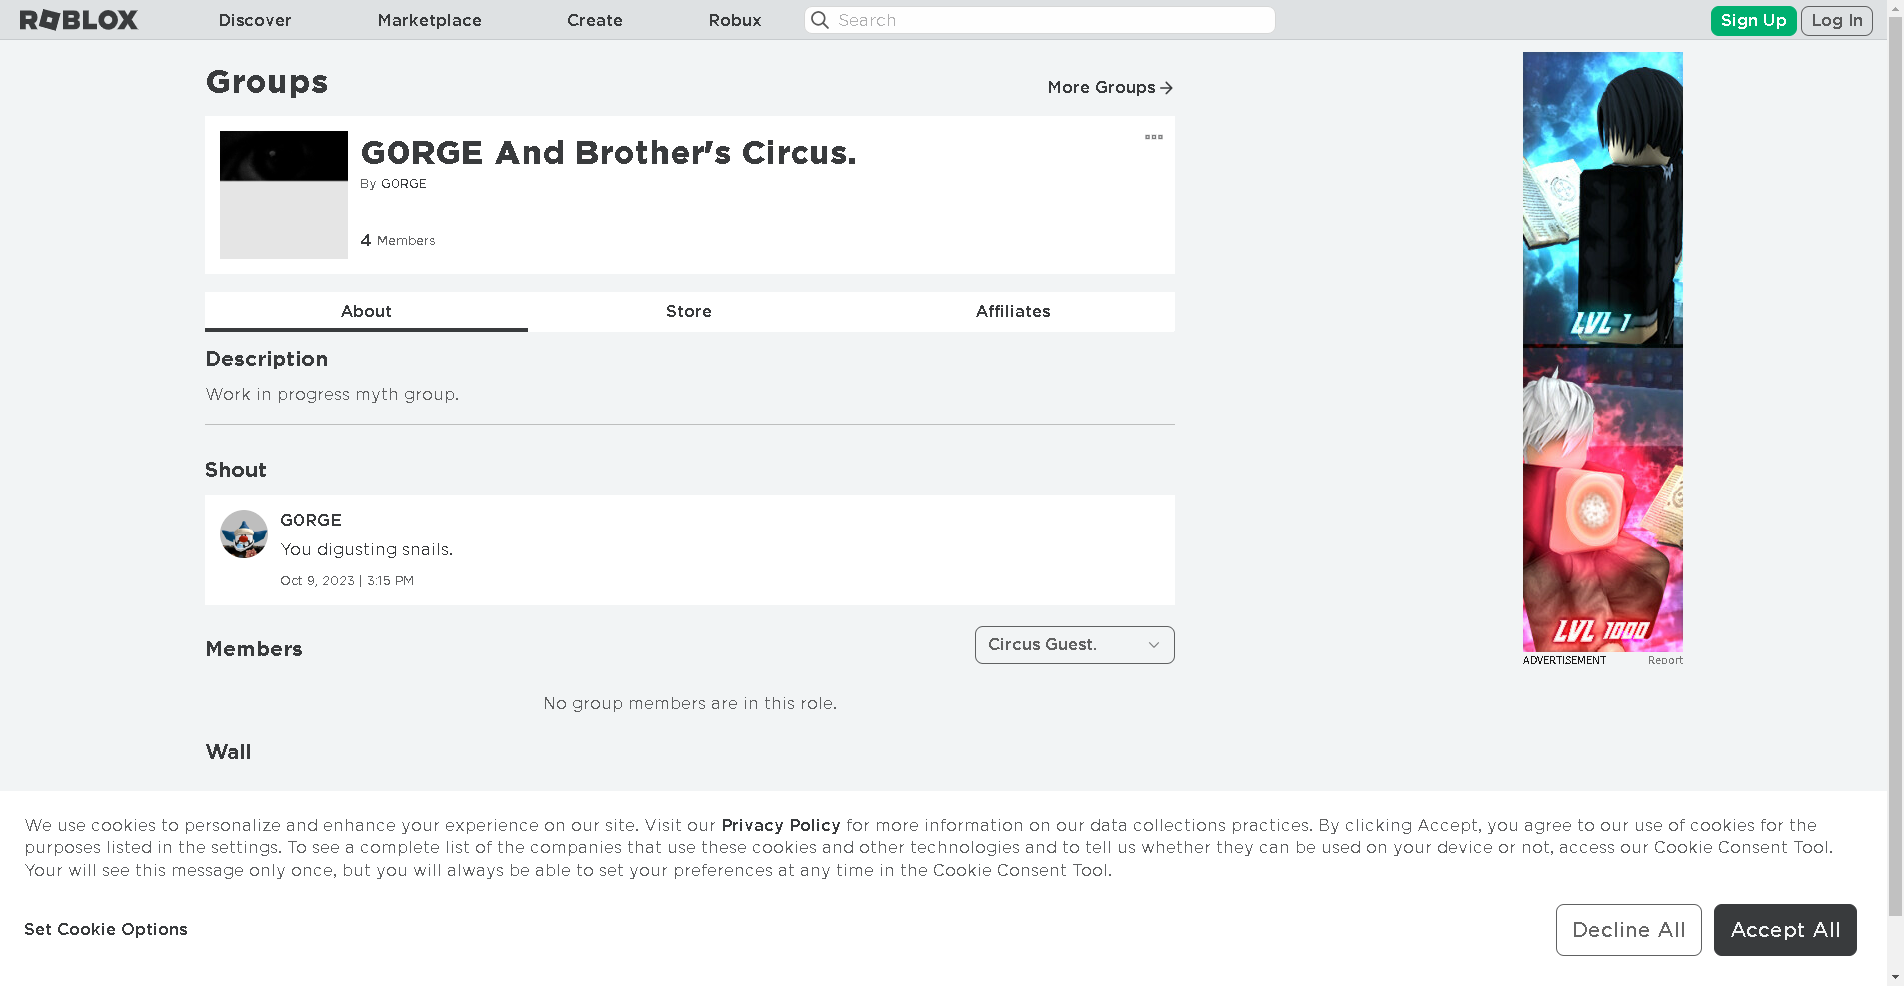 ROBLOX Discover Marketplace Create Robux Search Sign Up Log In
Groups
More Groups
G0RGE And Brother's Circus.
By G0RGE
4 Members
About Store Affiliates
Description
Work in progress myth group.
Shout
G0RGE
You digusting snails.
Oct 9, 2023 | 3:15 PM
Members
Circus Guest.
No group members are in this role.
Wall
LVL 1
LVL 1000
ADVERTISEMENT Report
We use cookies to personalize and enhance your experience on our site. Visit our Privacy Policy for more information on our data collections practices. By clicking Accept, you agree to our use of cookies for the
purposes listed in the settings. To see a complete list of the companies that use these cookies and other technologies and to tell us whether they can be used on your device or not, access our Cookie Consent Tool.
Your will see this message only once, but you will always be able to set your preferences at any time in the Cookie Consent Tool.
Set Cookie Options
Decline All
Accept All